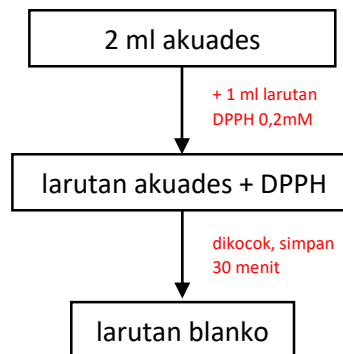 2 ml akuades
+ 1 ml larutan
DPPH 0,2mM
larutan akuades + DPPH
dikocok, simpan
30 menit
larutan blanko